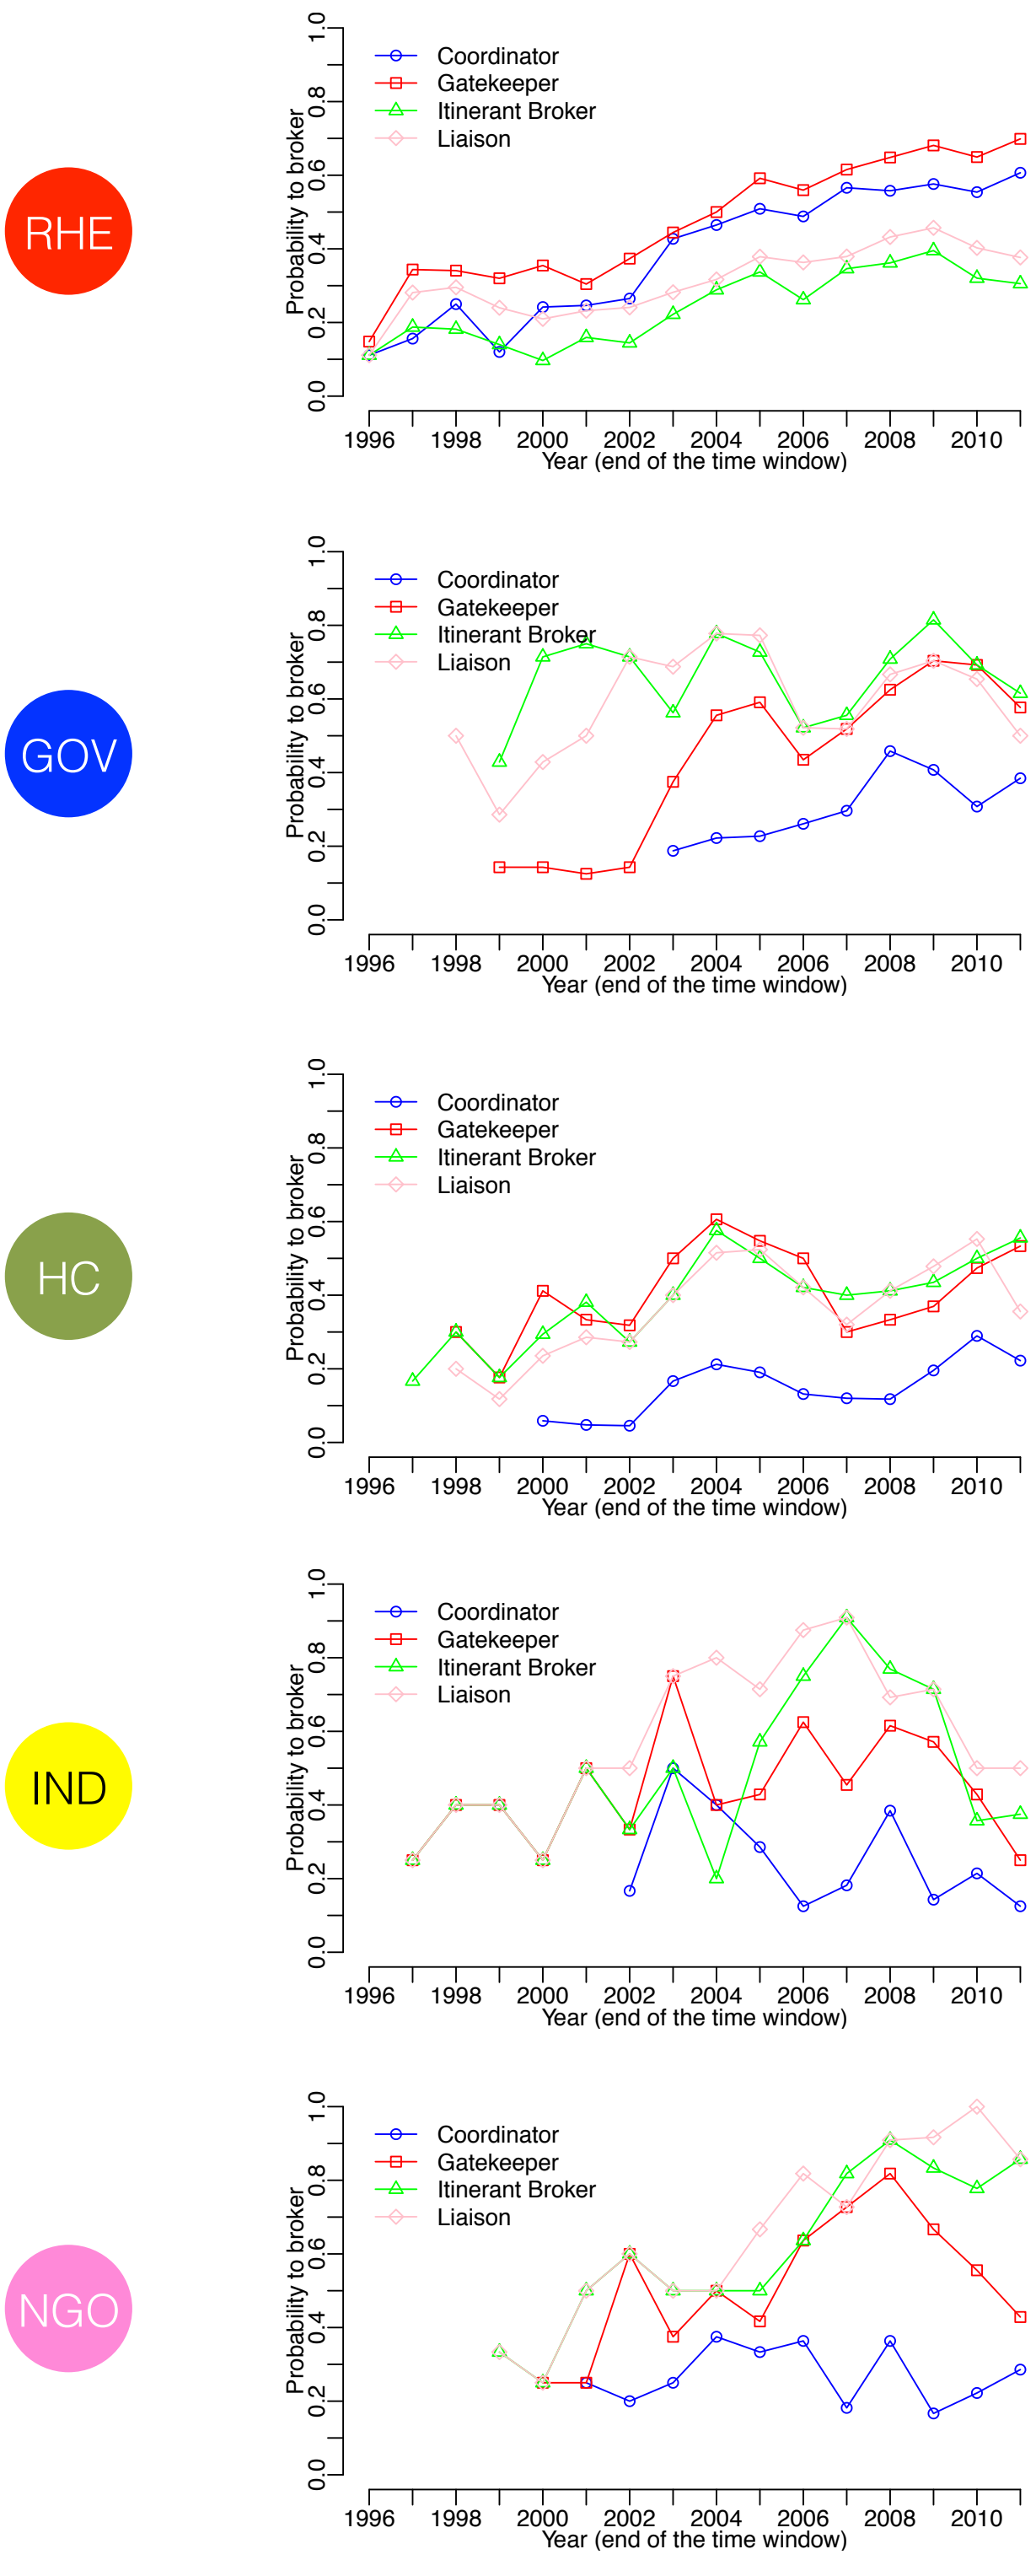 RHE
Probability to broker
0.0 0.2 0.4 0.6 0.8 1.0
Coordinator
Gatekeeper
Itinerant Broker
Liaison
1996 1998 2000 2002 2004 2006 2008 2010
Year (end of the time window)
GOV
Probability to broker
0.0 0.2 0.4 0.6 0.8 1.0
Coordinator
Gatekeeper
Itinerant Broker
Liaison
1996 1998 2000 2002 2004 2006 2008 2010
Year (end of the time window)
HC
Probability to broker
0.0 0.2 0.4 0.6 0.8 1.0
Coordinator
Gatekeeper
Itinerant Broker
Liaison
1996 1998 2000 2002 2004 2006 2008 2010
Year (end of the time window)
IND
Probability to broker
0.0 0.2 0.4 0.6 0.8 1.0
Coordinator
Gatekeeper
Itinerant Broker
Liaison
1996 1998 2000 2002 2004 2006 2008 2010
Year (end of the time window)
NGO
Probability to broker
0.0 0.2 0.4 0.6 0.8 1.0
Coordinator
Gatekeeper
Itinerant Broker
Liaison
1996 1998 2000 2002 2004 2006 2008 2010
Year (end of the time window)